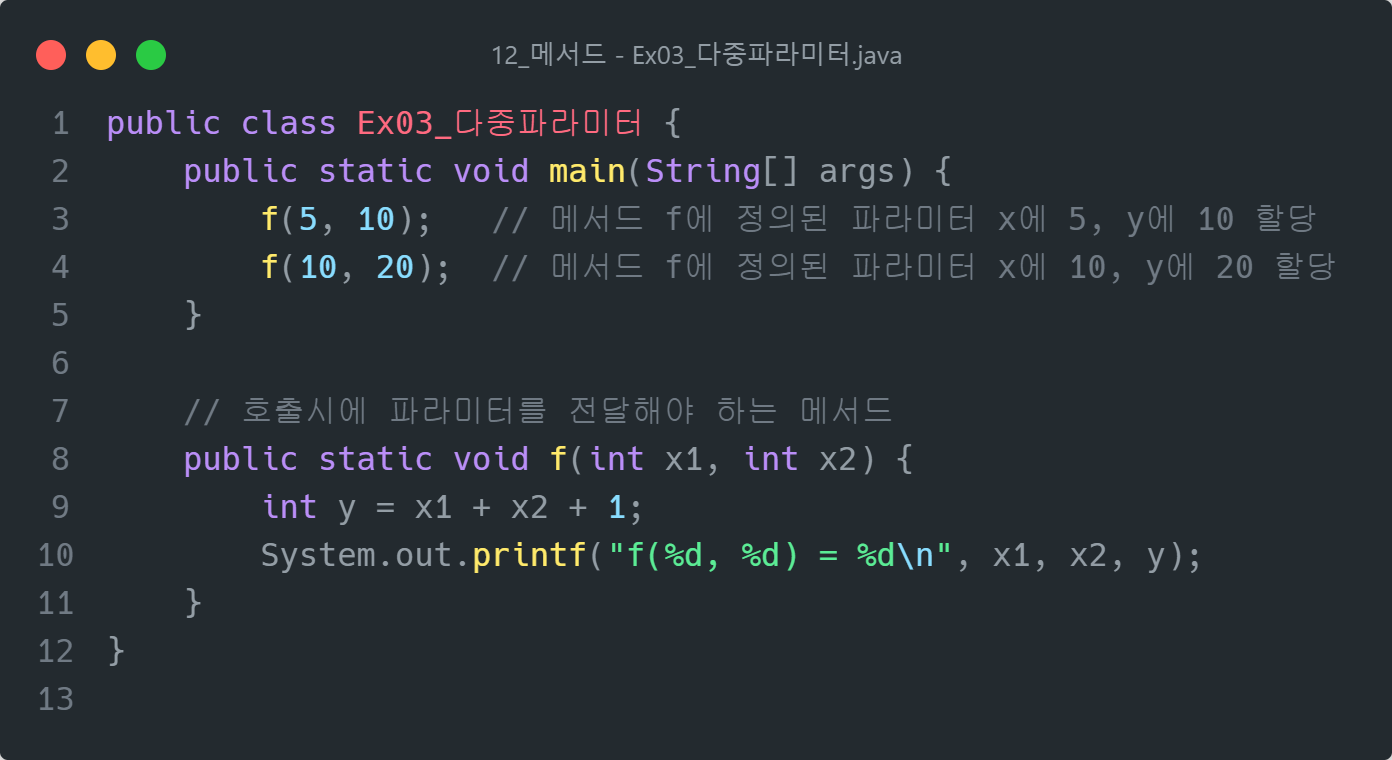 12_메서드 - Ex03_다중파라미터.java
1 public class Ex03_다중파라미터 {
2     public static void main(String[] args) {
3         f(5, 10);   // 메서드 f에 정의된 파라미터 x에 5, y에 10 할당
4         f(10, 20);  // 메서드 f에 정의된 파라미터 x에 10, y에 20 할당
5     }
6
7     // 호출시에 파라미터를 전달해야 하는 메서드
8     public static void f(int x1, int x2) {
9         int y = x1 + x2 + 1;
10         System.out.printf("f(%d, %d) = %d\n", x1, x2, y);
11     }
12 }
13